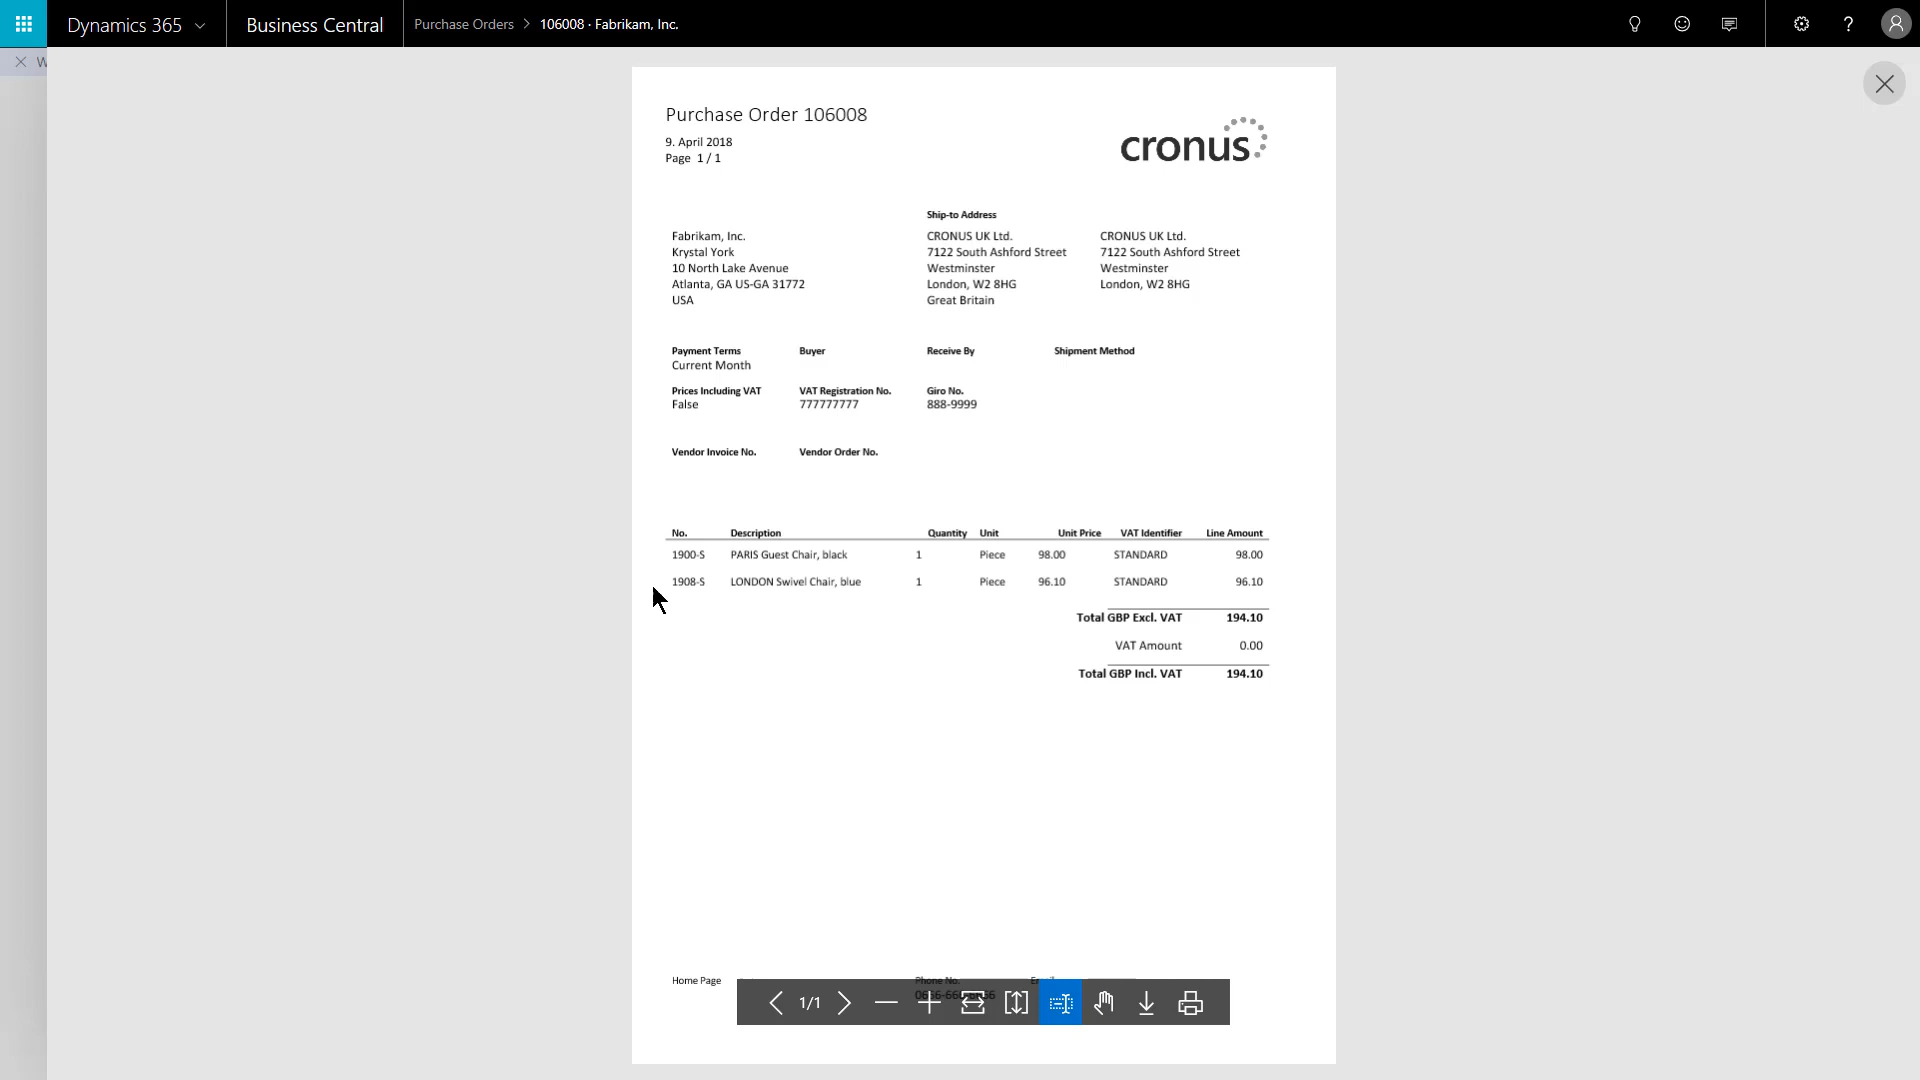 Dynamics 365 Business Central Purchase Orders > 106008 · Fabrikam, Inc. ?
W
Purchase Order 106008
9. April 2018
Page 1 / 1
cronus
Ship-to Address
Fabrikam, Inc. CRONUS UK Ltd. CRONUS UK Ltd.
Krystal York 7122 South Ashford Street 7122 South Ashford Street
10 North Lake Avenue Westminster Westminster
Atlanta, GA US-GA 31772 London, W2 8HG London, W2 8HG
USA Great Britain
Payment Terms Buyer Receive By Shipment Method
Current Month
Prices Including VAT VAT Registration No. Giro No.
False 777777777 888-9999
Vendor Invoice No. Vendor Order No.
No. Description Quantity Unit Unit Price VAT Identifier Line Amount
1900-S PARIS Guest Chair, black 1 Piece 98.00 STANDARD 98.00
1908-S LONDON Swivel Chair, blue 1 Piece 96.10 STANDARD 96.10
Total GBP Excl. VAT 194.10
VAT Amount 0.00
Total GBP Incl. VAT 194.10
Home Page Phone No.
1/1